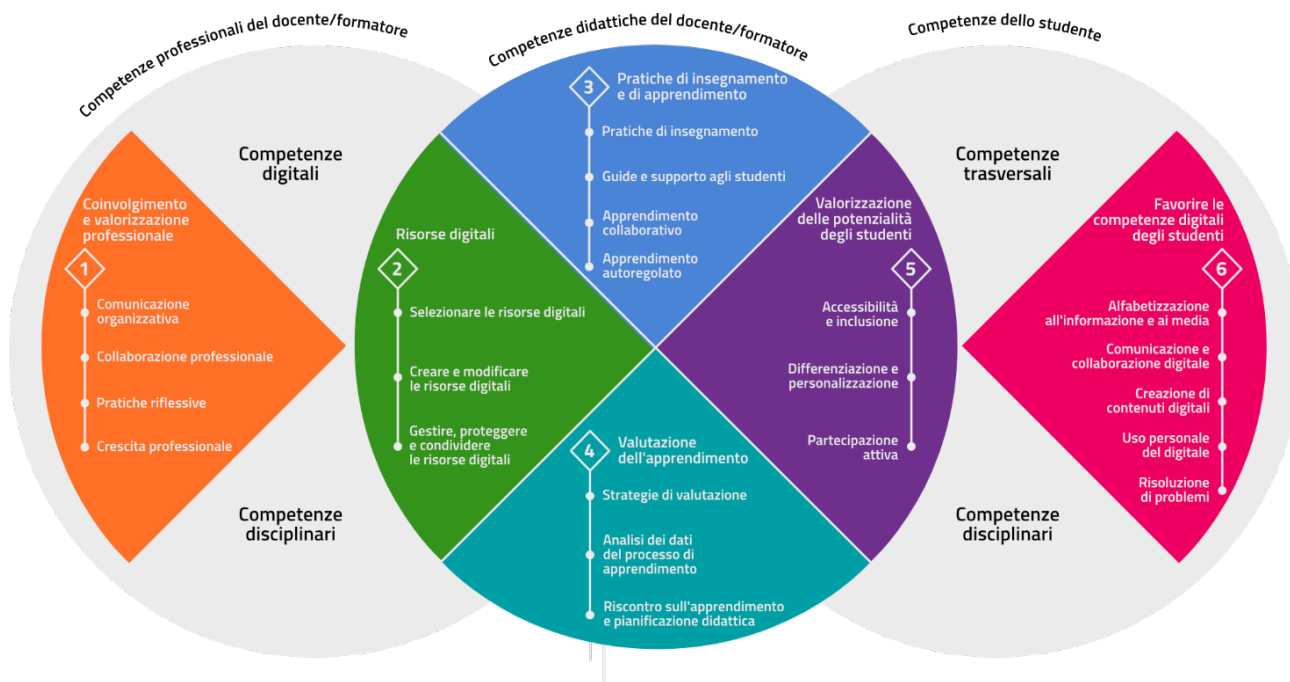 Competenze professionali del docente/formatore
Competenze didattiche del docente/formatore
Competenze dello studente
Competenze
digitali
Competenze
disciplinari
Coinvolgimento
e valorizzazione
professionale
1
Comunicazione
organizzativa
Collaborazione professionale
Pratiche riflessive
Crescita professionale
Risorse digitali
2
Selezionare le risorse digitali
Creare e modificare
le risorse digitali
Gestire, proteggere
e condividere
le risorse digitali
3
Pratiche di insegnamento
e di apprendimento
Pratiche di insegnamento
Guide e supporto agli studenti
Apprendimento
collaborativo
Apprendimento
autoregolato
4
Valutazione
dell'apprendimento
Strategie di valutazione
Analisi dei dati
del processo di
apprendimento
Riscontro sull'apprendimento
e pianificazione didattica
Valorizzazione
delle potenzialità
degli studenti
5
Accessibilità
e inclusione
Differenziazione e
personalizzazione
Partecipazione
attiva
Competenze
trasversali
Competenze
disciplinari
Favorire le
competenze digitali
degli studenti
6
Alfabetizzazione
all'informazione e ai media
Comunicazione e
collaborazione digitale
Creazione di
contenuti digitali
Uso personale
del digitale
Risoluzione
di problemi